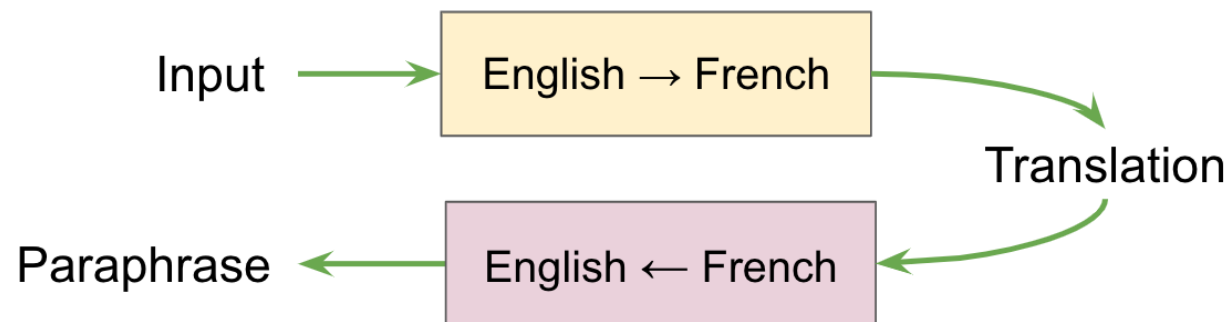 Input
English → French
Translation
English ← French
Paraphrase